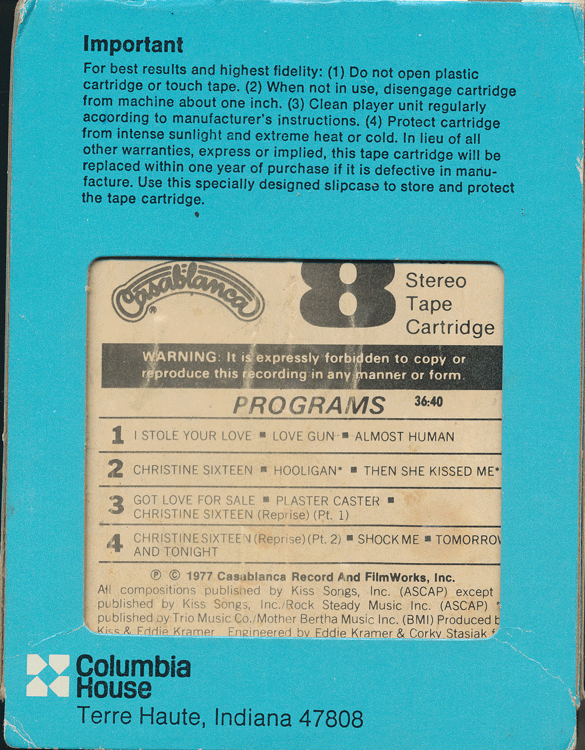 Important
For best results and highest fidelity: (1) Do not open plastic
cartridge or touch tape. (2) When not in use, disengage cartridge
from machine about one inch. (3) Clean player unit regularly
according to manufacturer's instructions. (4) Protect cartridge
from intense sunlight and extreme heat or cold. In lieu of all
other warranties, express or implied, this tape cartridge will be
replaced within one year of purchase if it is defective in manu-
facture. Use this specially designed slipcase to store and protect
the tape cartridge.
Casablanca ®
8
Stereo
Tape
Cartridge
WARNING: It is expressly forbidden to copy or
reproduce this recording in any manner or form.
PROGRAMS 36:40
1 I STOLE YOUR LOVE ■ LOVE GUN ■ ALMOST HUMAN
2 CHRISTINE SIXTEEN ■ HOOLIGAN* ■ THEN SHE KISSED ME*
3 GOT LOVE FOR SALE ■ PLASTER CASTER ■
CHRISTINE SIXTEEN (Reprise) (Pt. 1)
4 CHRISTINE SIXTEEN (Reprise) (Pt. 2) ■ SHOCK ME ■ TOMORROW
AND TONIGHT
℗ © 1977 Casablanca Record And FilmWorks, Inc.
All compositions published by Kiss Songs, Inc. (ASCAP) except
published by Kiss Songs, Inc./Rock Steady Music Inc. (ASCAP)
published by Trio Music Co./Mother Bertha Music Inc. (BMI) Produced b
Kiss & Eddie Kramer Engineered by Eddie Kramer & Corky Stasiak
Columbia
House
Terre Haute, Indiana 47808